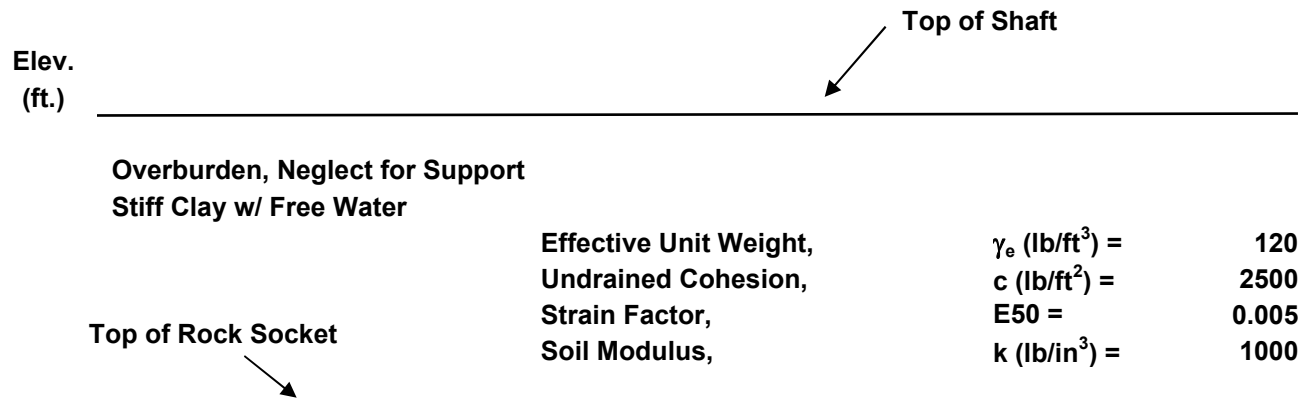 Top of Shaft
Elev.
(ft.)
Overburden, Neglect for Support
Stiff Clay w/ Free Water
Effective Unit Weight, γe (lb/ft³) = 120
Undrained Cohesion, c (lb/ft²) = 2500
Strain Factor, E50 = 0.005
Top of Rock Socket
Soil Modulus, k (lb/in³) = 1000